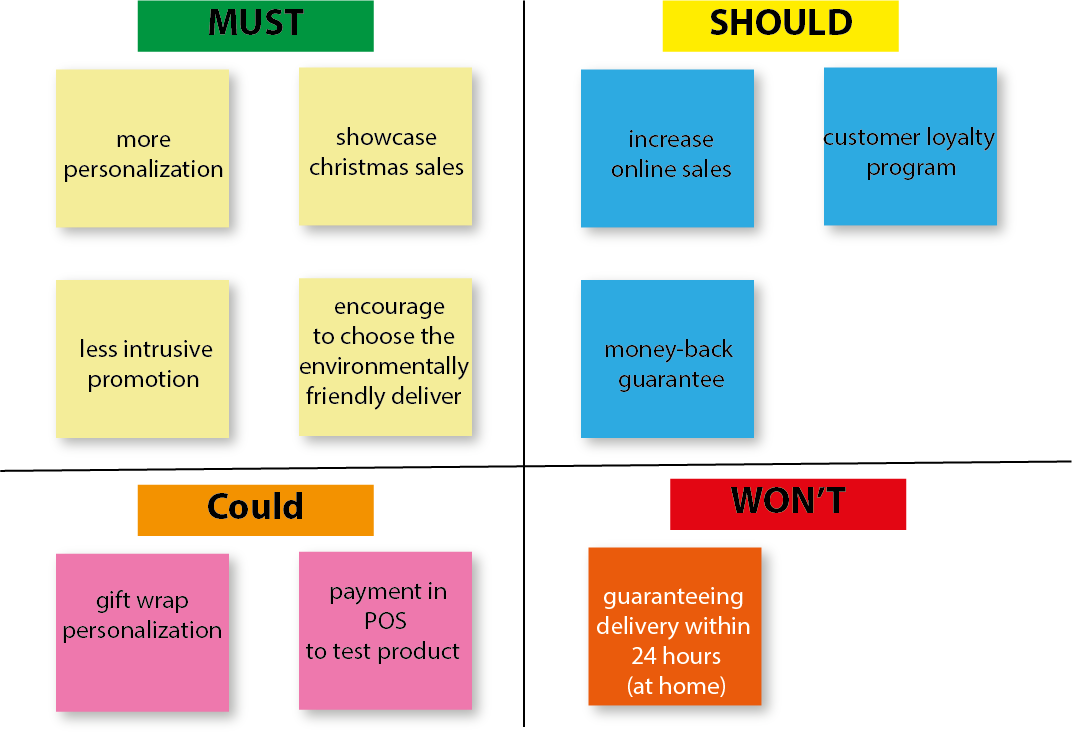 MUST
more
personalization
showcase
christmas sales
less intrusive
promotion
encourage
to choose the
environmentally
friendly deliver
SHOULD
increase
online sales
customer loyalty
program
money-back
guarantee
Could
gift wrap
personalization
payment in
POS
to test product
WON'T
guaranteeing
delivery within
24 hours
(at home)